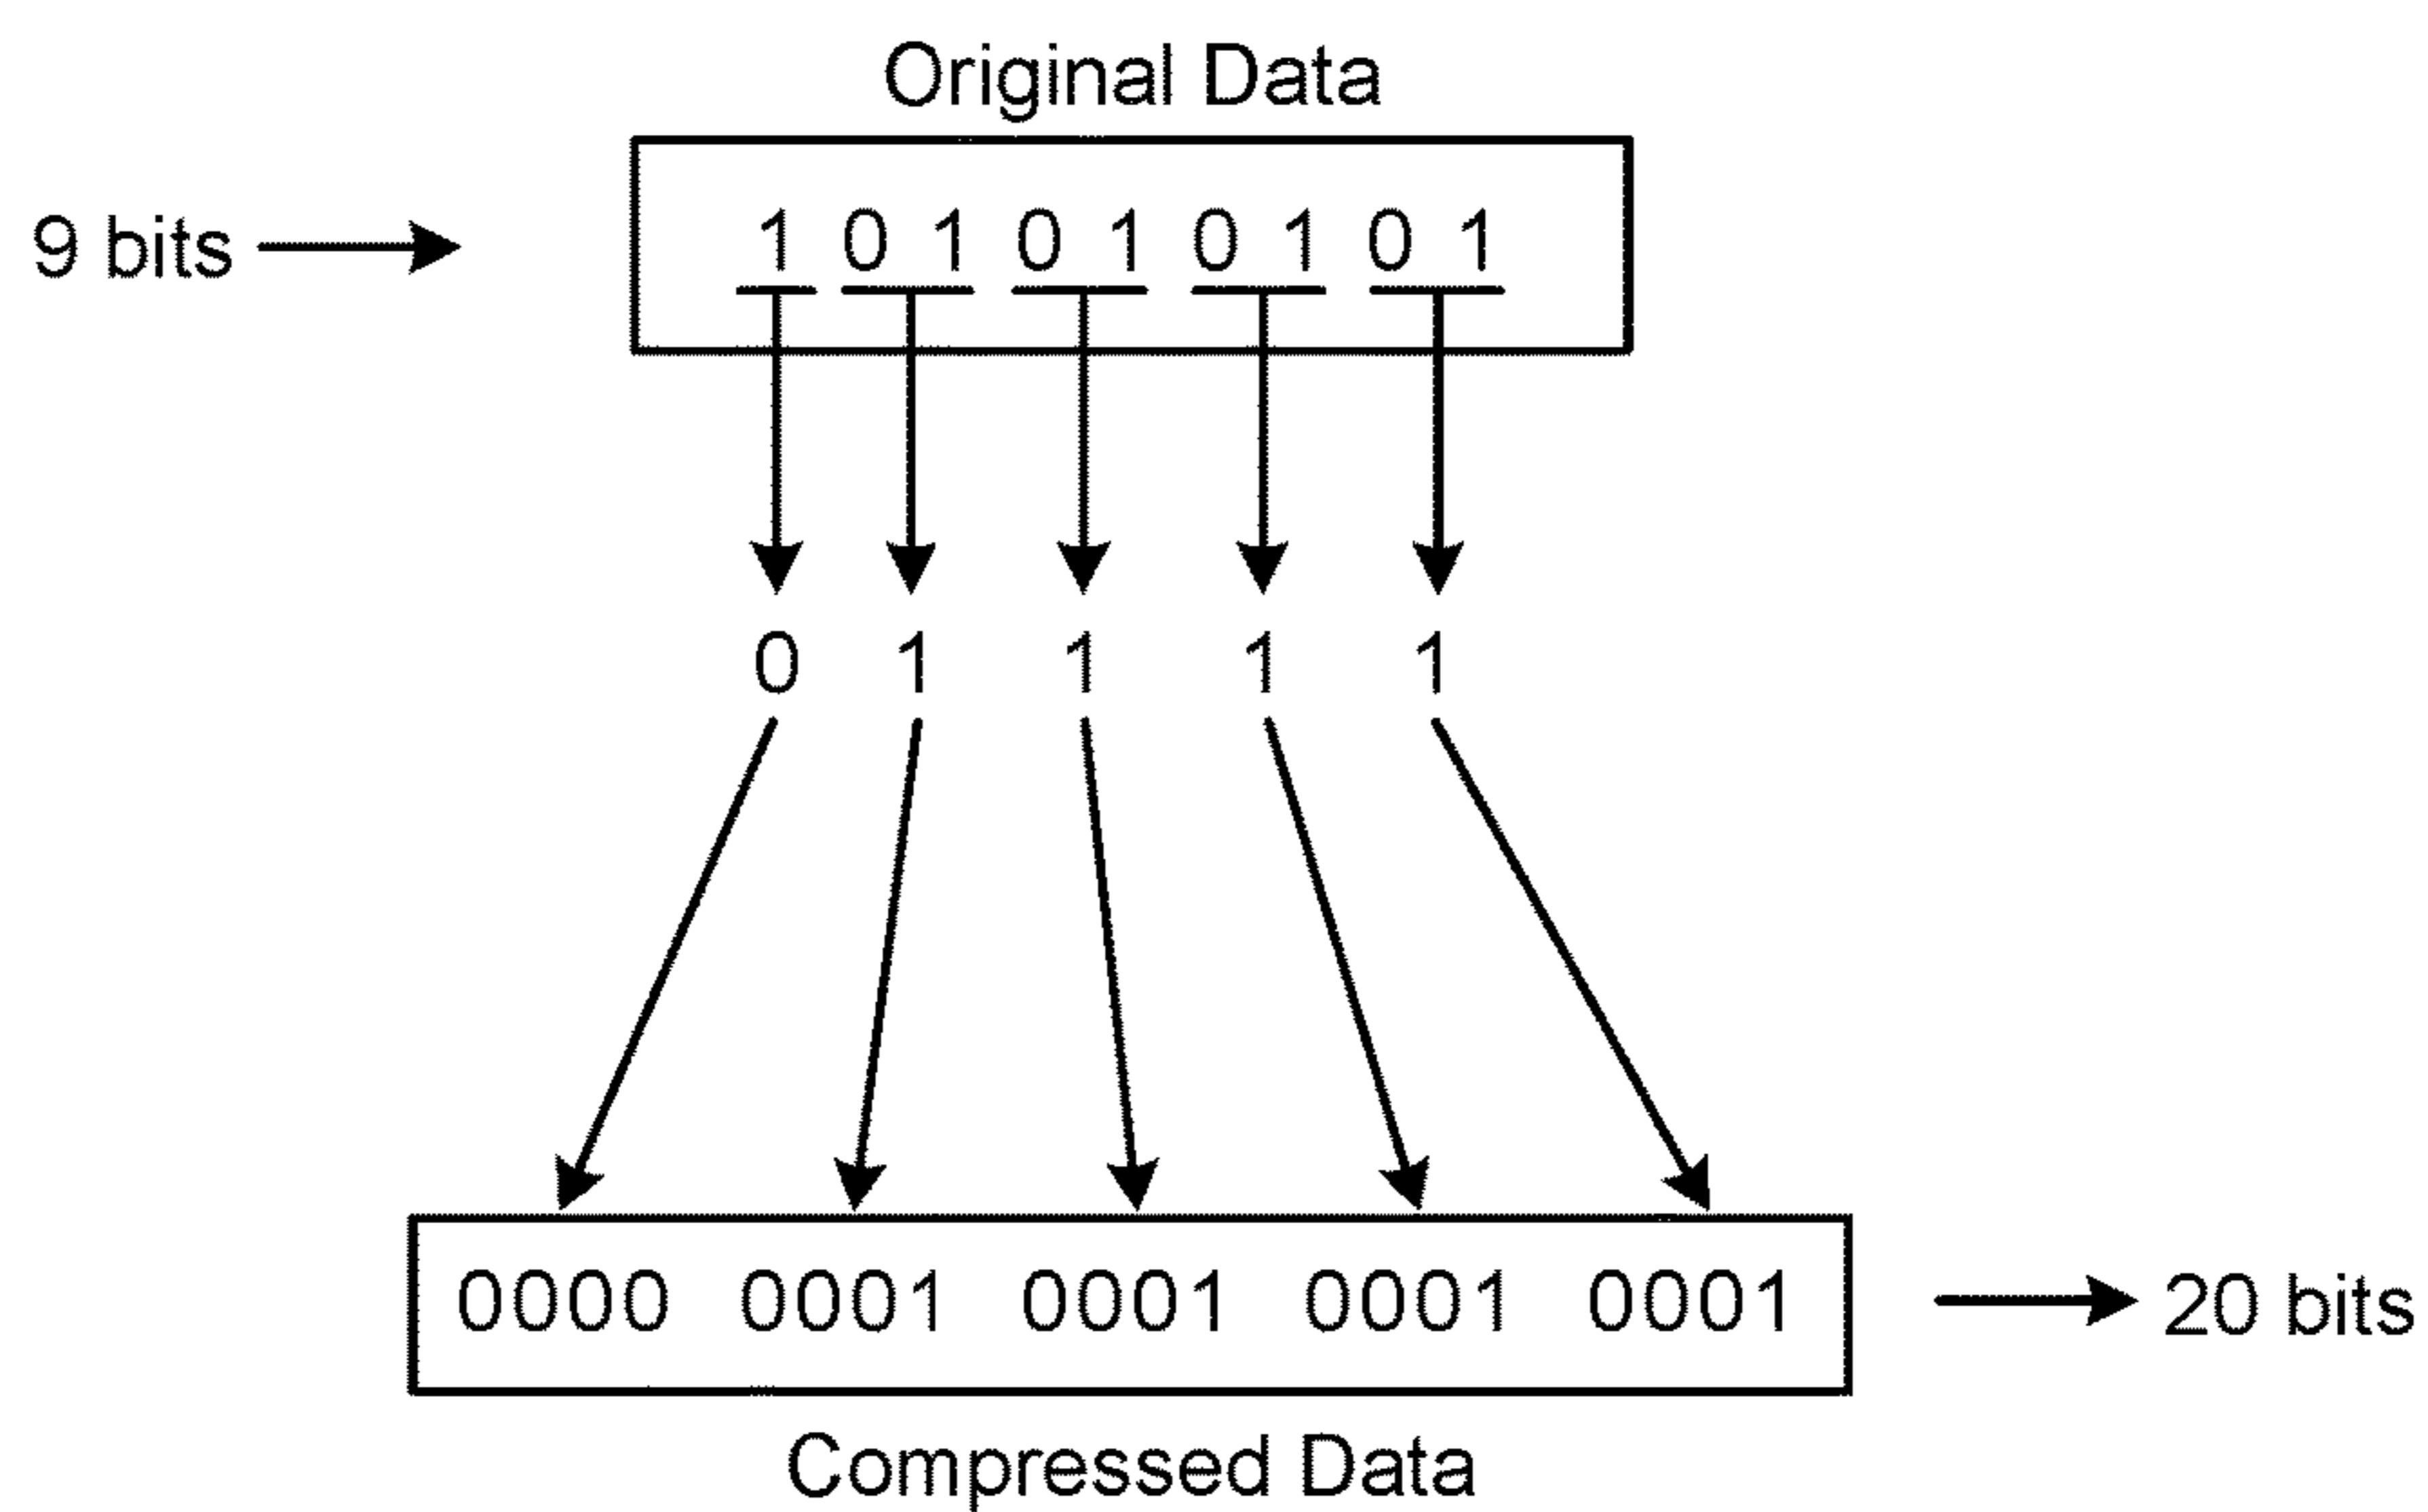 Original Data
9 bits
1 0 1 0 1 0 1 0 1
0 1 1 1 1
0000 0001 0001 0001 0001
20 bits
Compressed Data